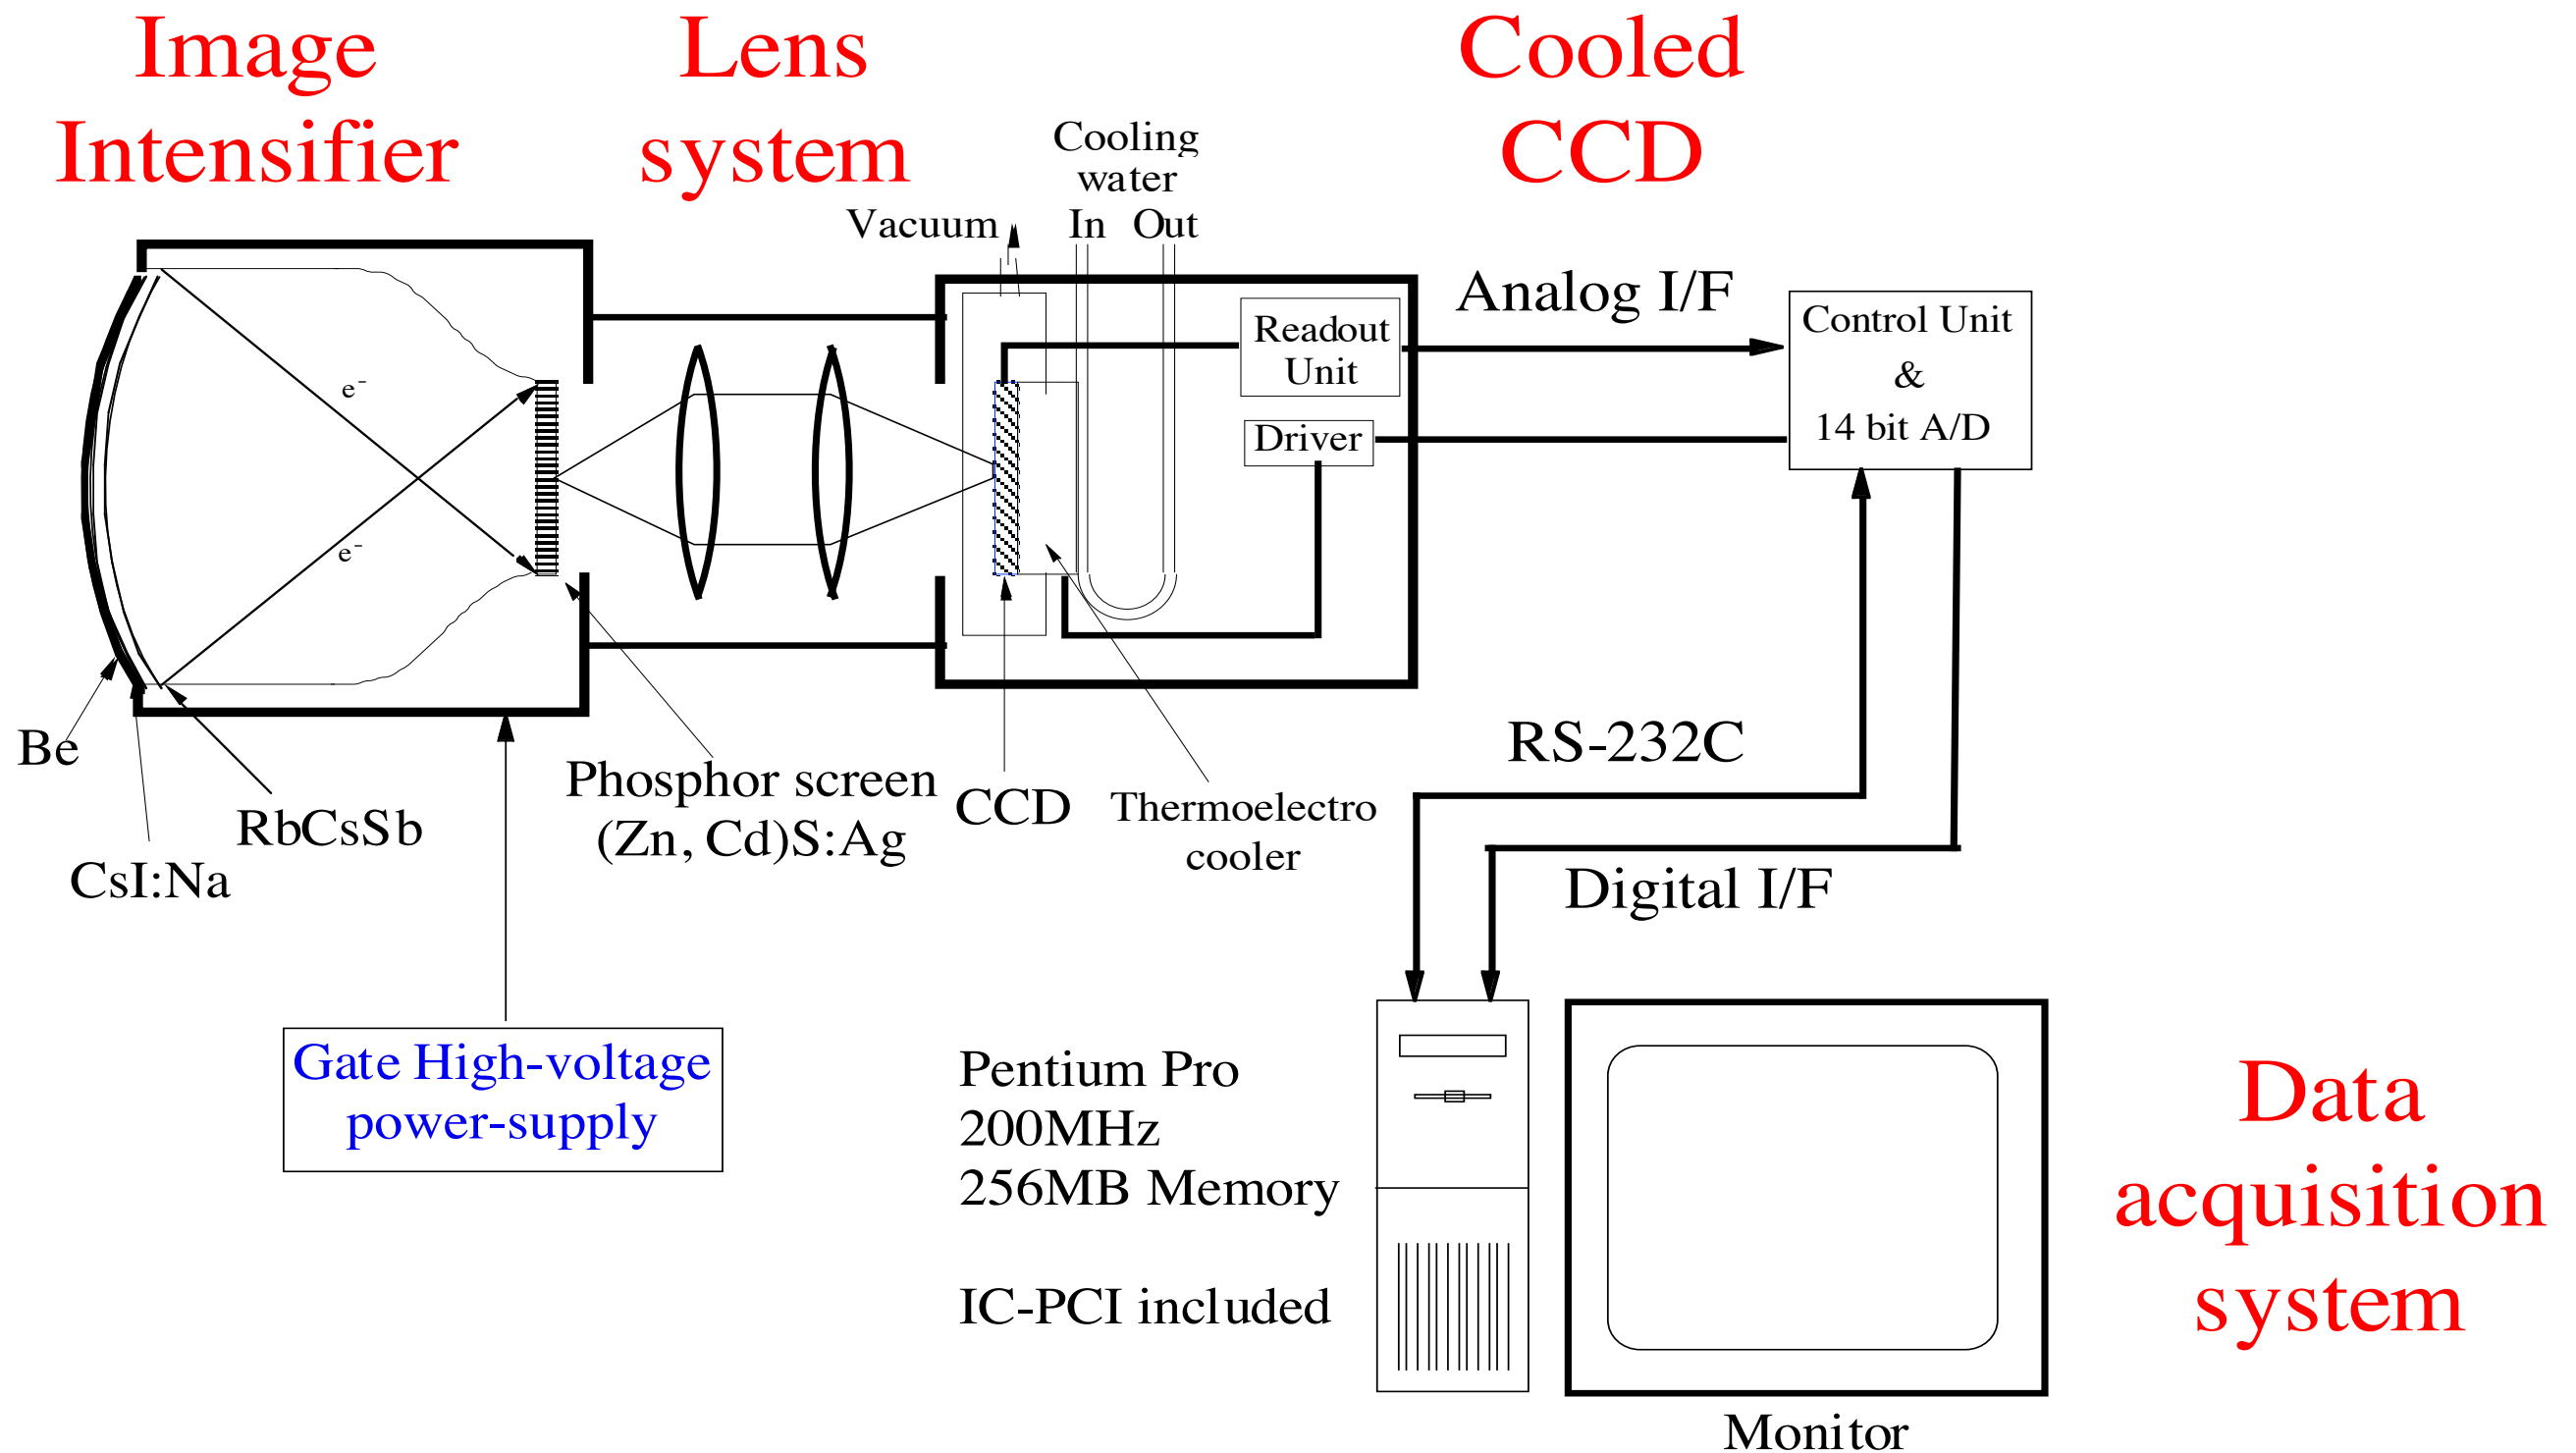 Image
Intensifier
Lens
system
Cooled
CCD
Cooling
water
Vacuum
In Out
Analog I/F
Readout
Unit
Driver
Control Unit
&
14 bit A/D
e-
e-
Be
CsI:Na
RbCsSb
Phosphor screen
(Zn, Cd)S:Ag
CCD
Thermoelectro
cooler
RS-232C
Digital I/F
Gate High-voltage
power-supply
Pentium Pro
200MHz
256MB Memory
IC-PCI included
Monitor
Data
acquisition
system